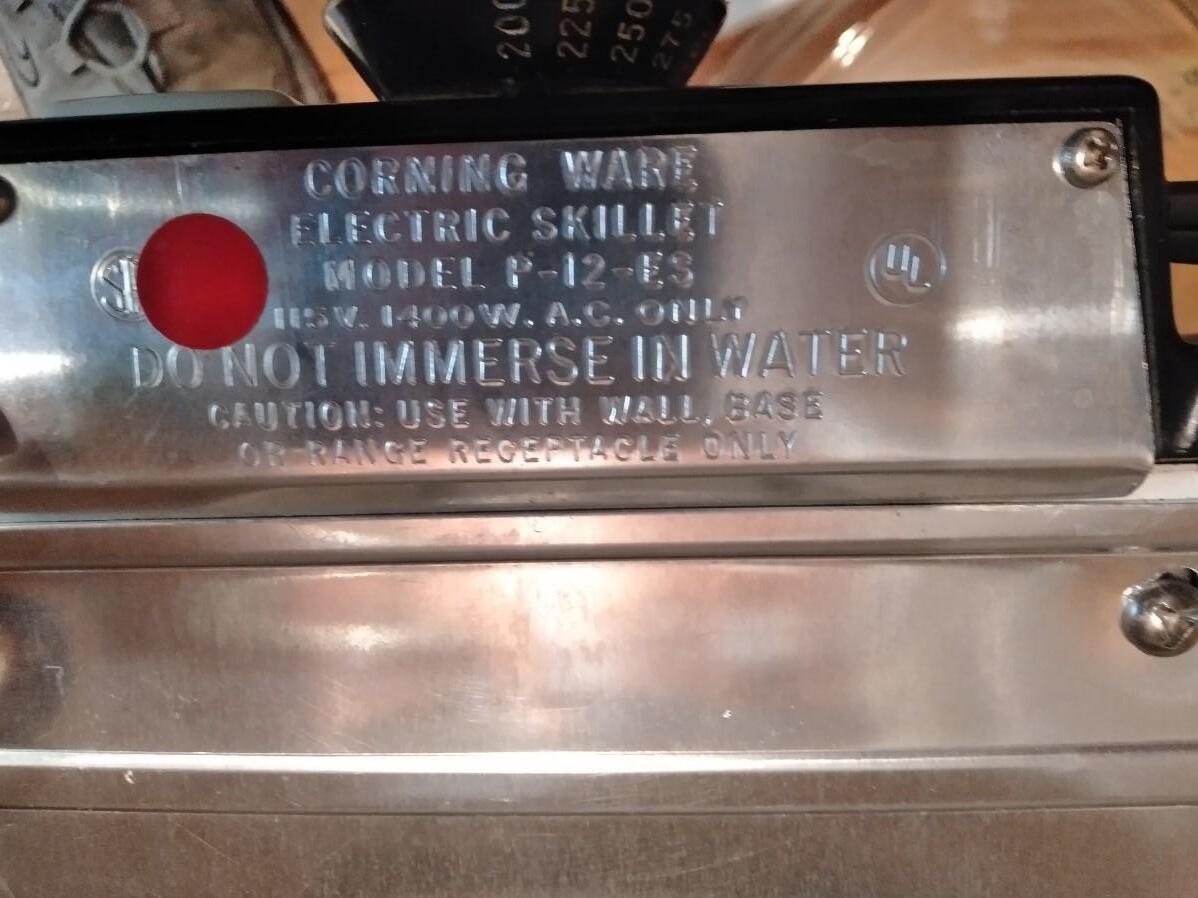 200
225
250
275
CORNING WARE
ELECTRIC SKILLET
MODEL P-12-ES
UL
115V. 1400W. A.C. ONLY
DO NOT IMMERSE IN WATER
CAUTION: USE WITH WALL, BASE
OR RANGE RECEPTACLE ONLY